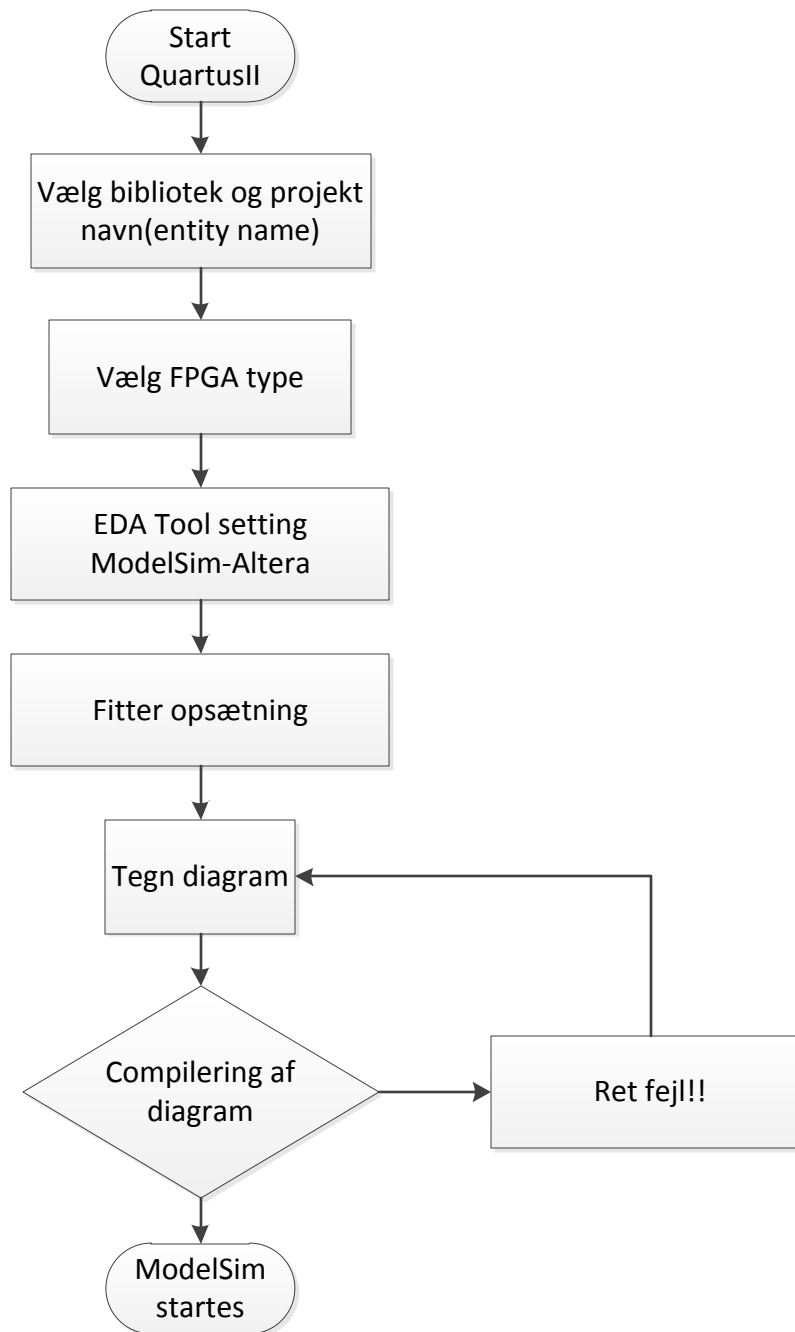 Start
QuartusII
Vælg bibliotek og projekt
navn(entity name)
Vælg FPGA type
EDA Tool setting
ModelSim-Altera
Fitter opsætning
Tegn diagram
Compilering af
diagram
Ret fejl!!
ModelSim
startes